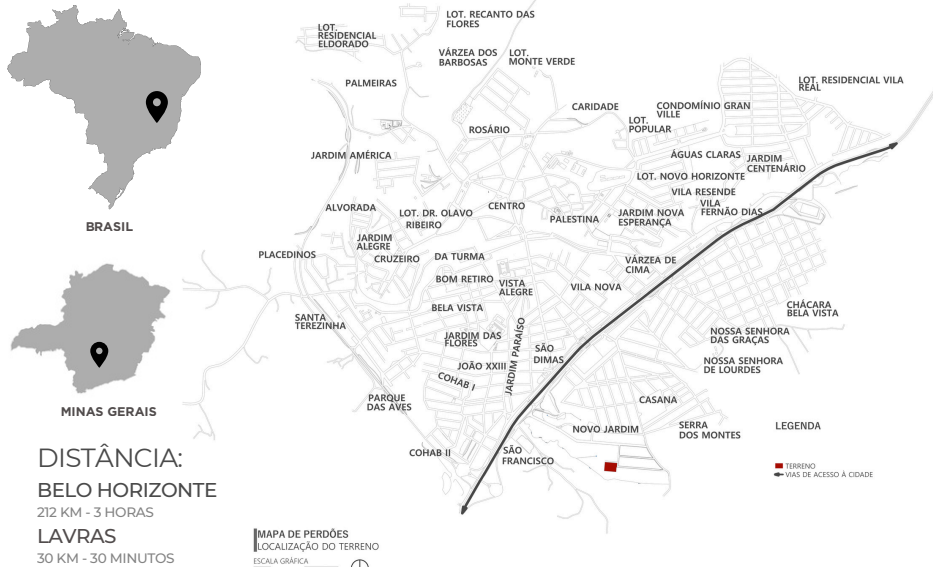 BRASIL
MINAS GERAIS
DISTÂNCIA:
BELO HORIZONTE
212 KM - 3 HORAS
LAVRAS
30 KM - 30 MINUTOS
LOT. RECANTO DAS
FLORES
LOT.
RESIDENCIAL
ELDORADO
VÁRZEA DOS
BARBOSAS
LOT.
MONTE VERDE
PALMEIRAS
LOT. RESIDENCIAL VILA
REAL
CARIDADE
CONDOMÍNIO GRAN
VILLE
LOT.
POPULAR
ROSÁRIO
JARDIM AMÉRICA
ÁGUAS CLARAS
JARDIM
CENTENÁRIO
LOT. NOVO HORIZONTE
VILA RESENDE
VILA
FERNÃO DIAS
ALVORADA
LOT. DR. OLAVO
RIBEIRO
CENTRO
PALESTINA
JARDIM NOVA
ESPERANÇA
JARDIM
ALEGRE
PLACEDINOS
CRUZEIRO
DA TURMA
VÁRZEA DE
CIMA
BOM RETIRO
VISTA
ALEGRE
VILA NOVA
BELA VISTA
CHÁCARA
BELA VISTA
SANTA
TEREZINHA
JARDIM DAS
FLORES
JARDIM PARAÍSO
SÃO
DIMAS
NOSSA SENHORA
DAS GRAÇAS
JOÃO XXIII
NOSSA SENHORA
DE LOURDES
COHAB I
PARQUE
DAS AVES
CASANA
NOVO JARDIM
SERRA
DOS MONTES
COHAB II
SÃO
FRANCISCO
LEGENDA
TERRENO
VIAS DE ACESSO À CIDADE
MAPA DE PERDÕES
LOCALIZAÇÃO DO TERRENO
ESCALA GRÁFICA